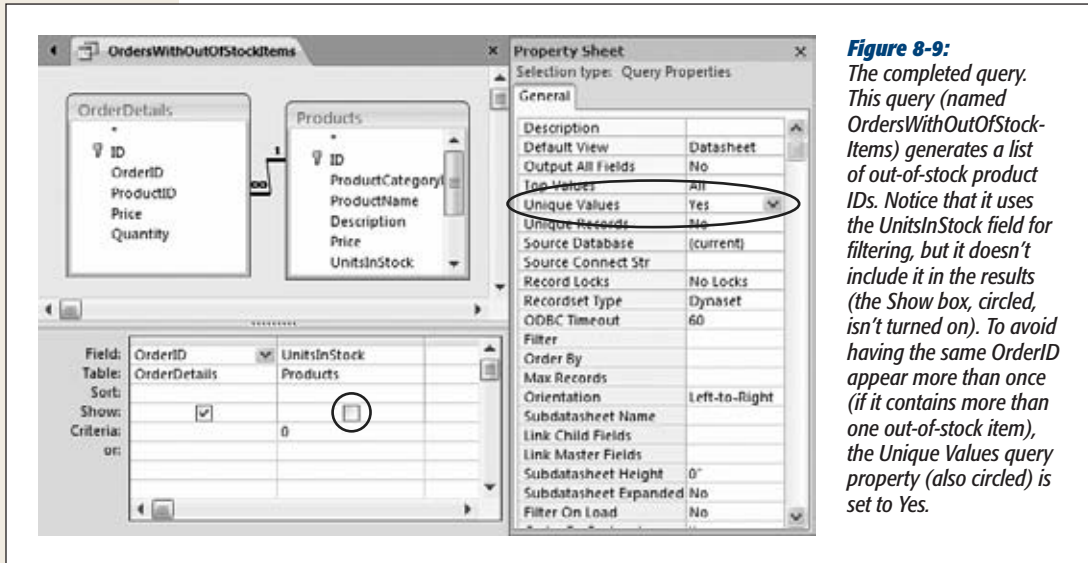 OrdersWithOutOfStockItems
OrderDetails
*
ID
OrderID
ProductID
Price
Quantity
1
∞
Products
*
ID
ProductCategoryI
ProductName
Description
Price
UnitsInStock
Field: OrderID UnitsInStock
Table: OrderDetails Products
Sort:
Show:
Criteria: 0
or:
Property Sheet
Selection type: Query Properties
General
Description
Default View Datasheet
Output All Fields No
Top Values All
Unique Values Yes
Unique Records No
Source Database (current)
Source Connect Str
Record Locks No Locks
Recordset Type Dynaset
ODBC Timeout 60
Filter
Order By
Max Records
Orientation Left-to-Right
Subdatasheet Name
Link Child Fields
Link Master Fields
Subdatasheet Height 0"
Subdatasheet Expanded No
Filter On Load No
Figure 8-9:
The completed query.
This query (named
OrdersWithOutOfStock-
Items) generates a list
of out-of-stock product
IDs. Notice that it uses
the UnitsInStock field for
filtering, but it doesn't
include it in the results
(the Show box, circled,
isn't turned on). To avoid
having the same OrderID
appear more than once
(if it contains more than
one out-of-stock item),
the Unique Values query
property (also circled) is
set to Yes.